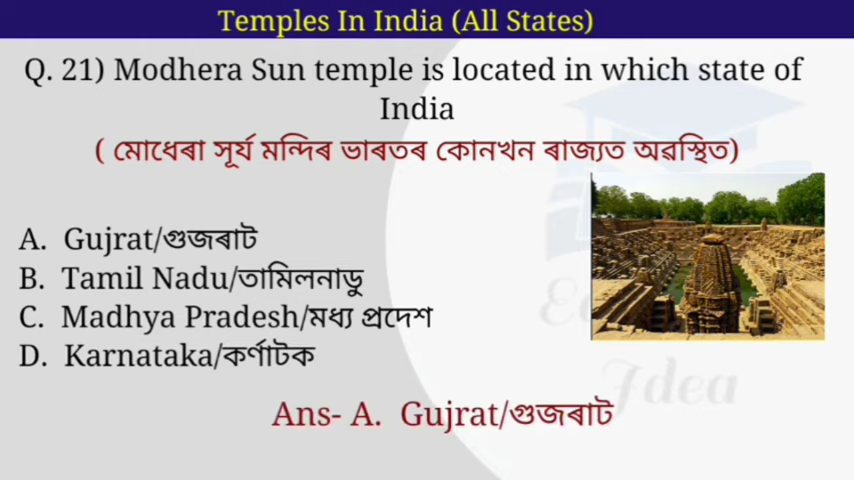 Temples In India (All States)
Q. 21) Modhera Sun temple is located in which state of
India
( মোধেৰা সূৰ্য মন্দিৰ ভাৰতৰ কোনখন ৰাজ্যত অৱস্থিত)
A. Gujrat/গুজৰাট
B. Tamil Nadu/তামিলনাডু
C. Madhya Pradesh/মধ্য প্ৰদেশ
D. Karnataka/কৰ্ণাটক
Ans- A. Gujrat/গুজৰাট
Idea